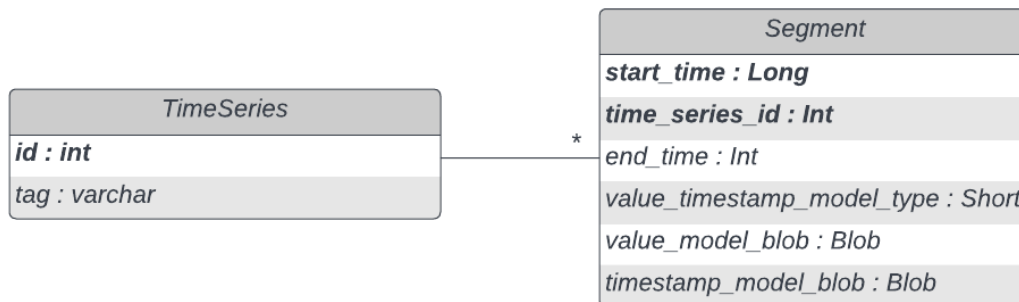 TimeSeries
id : int
tag : varchar
*
Segment
start_time : Long
time_series_id : Int
end_time : Int
value_timestamp_model_type : Short
value_model_blob : Blob
timestamp_model_blob : Blob